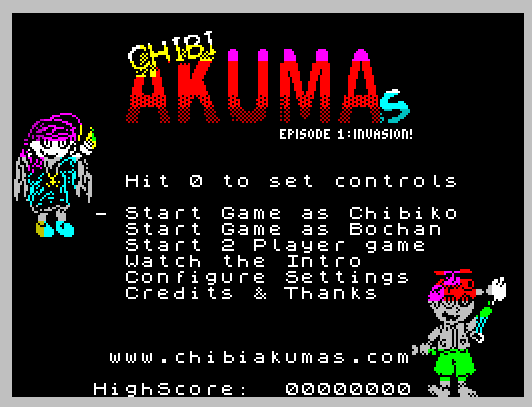 CHIBI
AKUMAS
EPISODE 1:INVASION!
Hit 0 to set controls
- Start Game as Chibiko
Start Game as Bochan
Start 2 Player game
Watch the Intro
Configure Settings
Credits & Thanks
www.chibiakumas.com
HighScore: 00000000